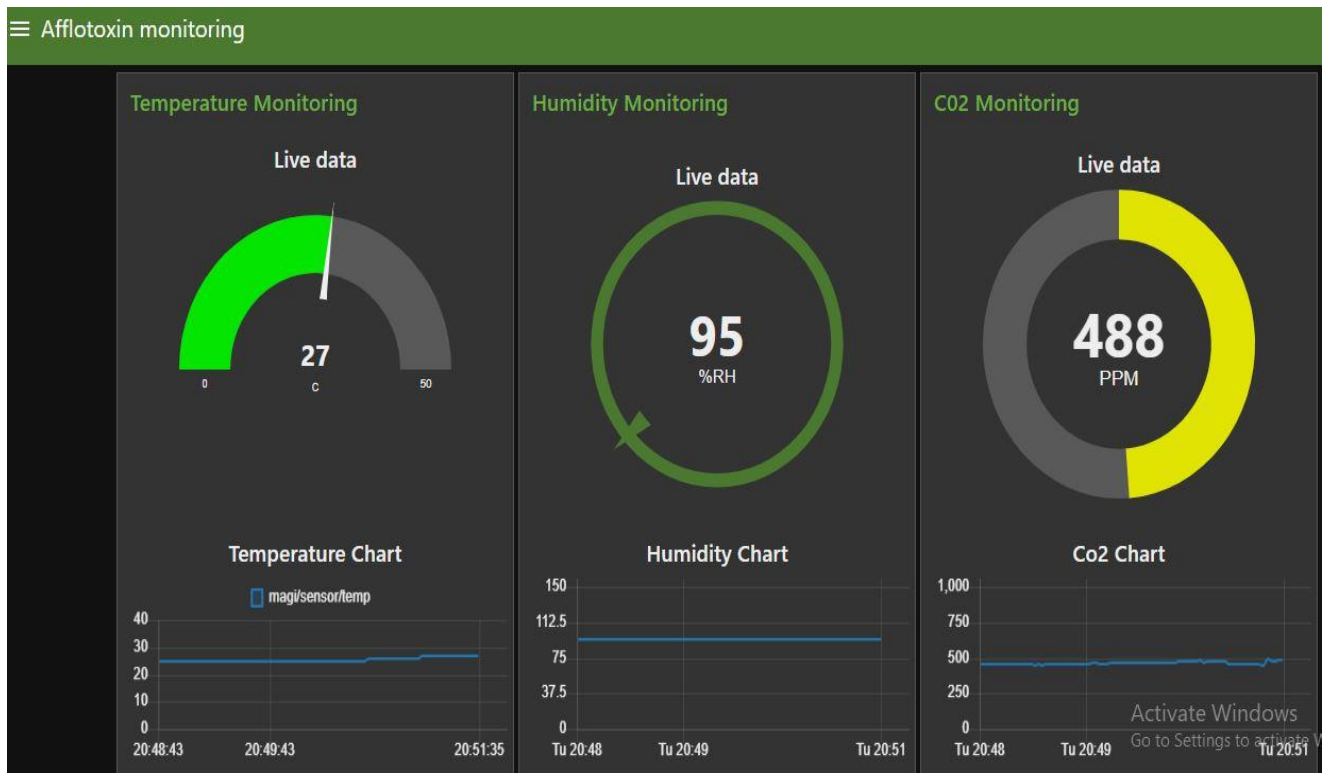 Afflotoxin monitoring
Temperature Monitoring
Live data
27
C
0
50
Temperature Chart
magi/sensor/temp
40
30
20
10
0
20:48:43
20:49:43
20:51:35
Humidity Monitoring
Live data
95
%RH
Humidity Chart
150
112.5
75
37.5
0
Tu 20:48
Tu 20:49
Tu 20:51
C02 Monitoring
Live data
488
PPM
Co2 Chart
1,000
750
500
250
0
Tu 20:48
Tu 20:49
Tu 20:51
Activate Windows
Go to Settings to activate W